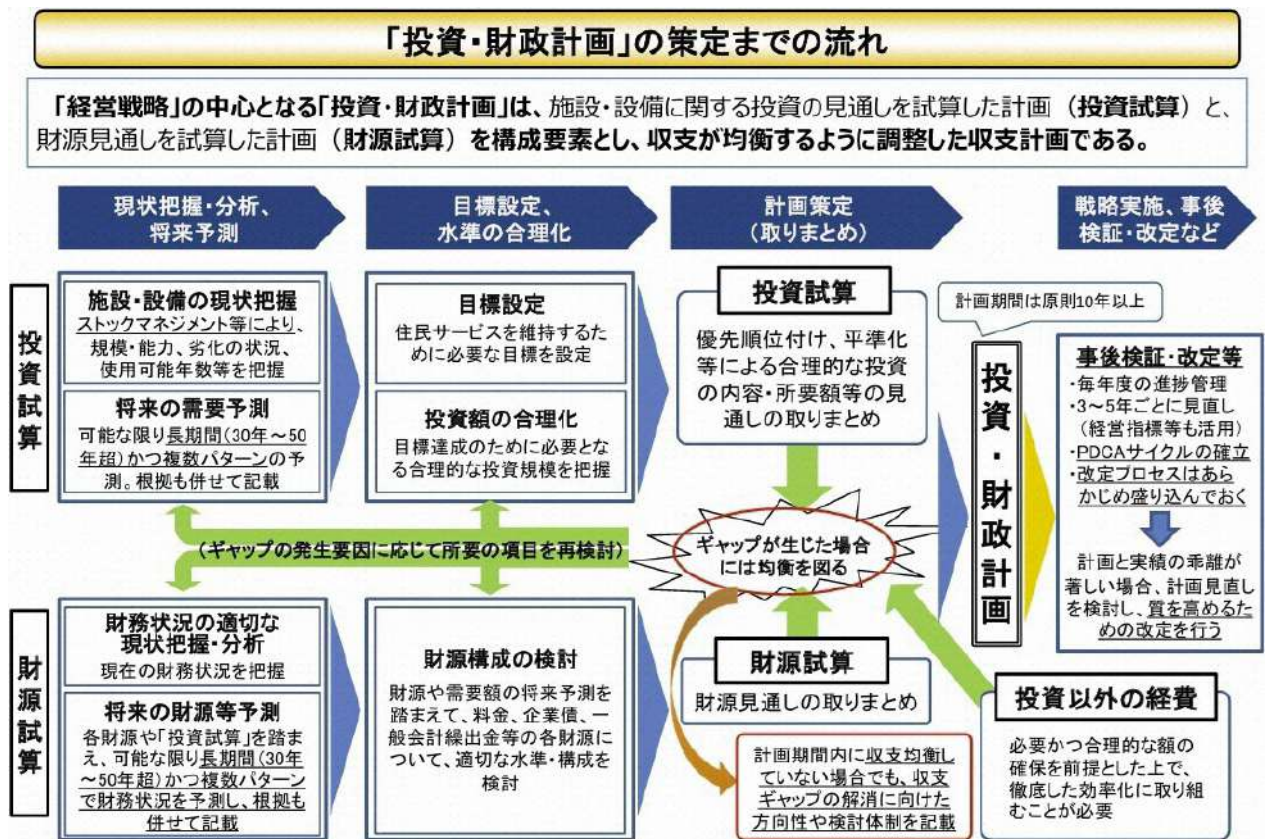 「投資・財政計画」の策定までの流れ
「経営戦略」の中心となる「投資・財政計画」は、施設・設備に関する投資の見通しを試算した計画（投資試算）と、
財源見通しを試算した計画（財源試算）を構成要素とし、収支が均衡するように調整した収支計画である。
現状把握・分析、
将来予測
目標設定、
水準の合理化
計画策定
（取りまとめ）
戦略実施、事後
検証・改定など
投資試算
施設・設備の現状把握
ストックマネジメント等により、
規模・能力、劣化の状況、
使用可能年数等を把握
将来の需要予測
可能な限り長期間（30年～50
年超）かつ複数パターンの予
測。根拠も併せて記載
目標設定
住民サービスを維持するた
めに必要な目標を設定
投資額の合理化
目標達成のために必要とな
る合理的な投資規模を把握
投資試算
優先順位付け、平準化
等による合理的な投資
の内容・所要額等の見
通しの取りまとめ
計画期間は原則10年以上
投資・財政計画
事後検証・改定等
・毎年度の進捗管理
・3～5年ごとに見直し
（経営指標等も活用）
・PDCAサイクルの確立
・改定プロセスはあら
かじめ盛り込んでおく
計画と実績の乖離が
著しい場合、計画見直し
を検討し、質を高めるた
めの改定を行う
（ギャップの発生要因に応じて所要の項目を再検討）
ギャップが生じた場合
には均衡を図る
財源試算
財務状況の適切な
現状把握・分析
現在の財務状況を把握
将来の財源等予測
各財源や「投資試算」を踏ま
え、可能な限り長期間（30年
～50年超）かつ複数パターン
で財務状況を予測し、根拠も
併せて記載
財源構成の検討
財源や需要額の将来予測を
踏まえて、料金、企業債、一
般会計繰出金等の各財源に
ついて、適切な水準・構成を
検討
財源試算
財源見通しの取りまとめ
計画期間内に収支均衡し
ていない場合でも、収支
ギャップの解消に向けた
方向性や検討体制を記載
投資以外の経費
必要かつ合理的な額の
確保を前提とした上で、
徹底した効率化に取り組
むことが必要